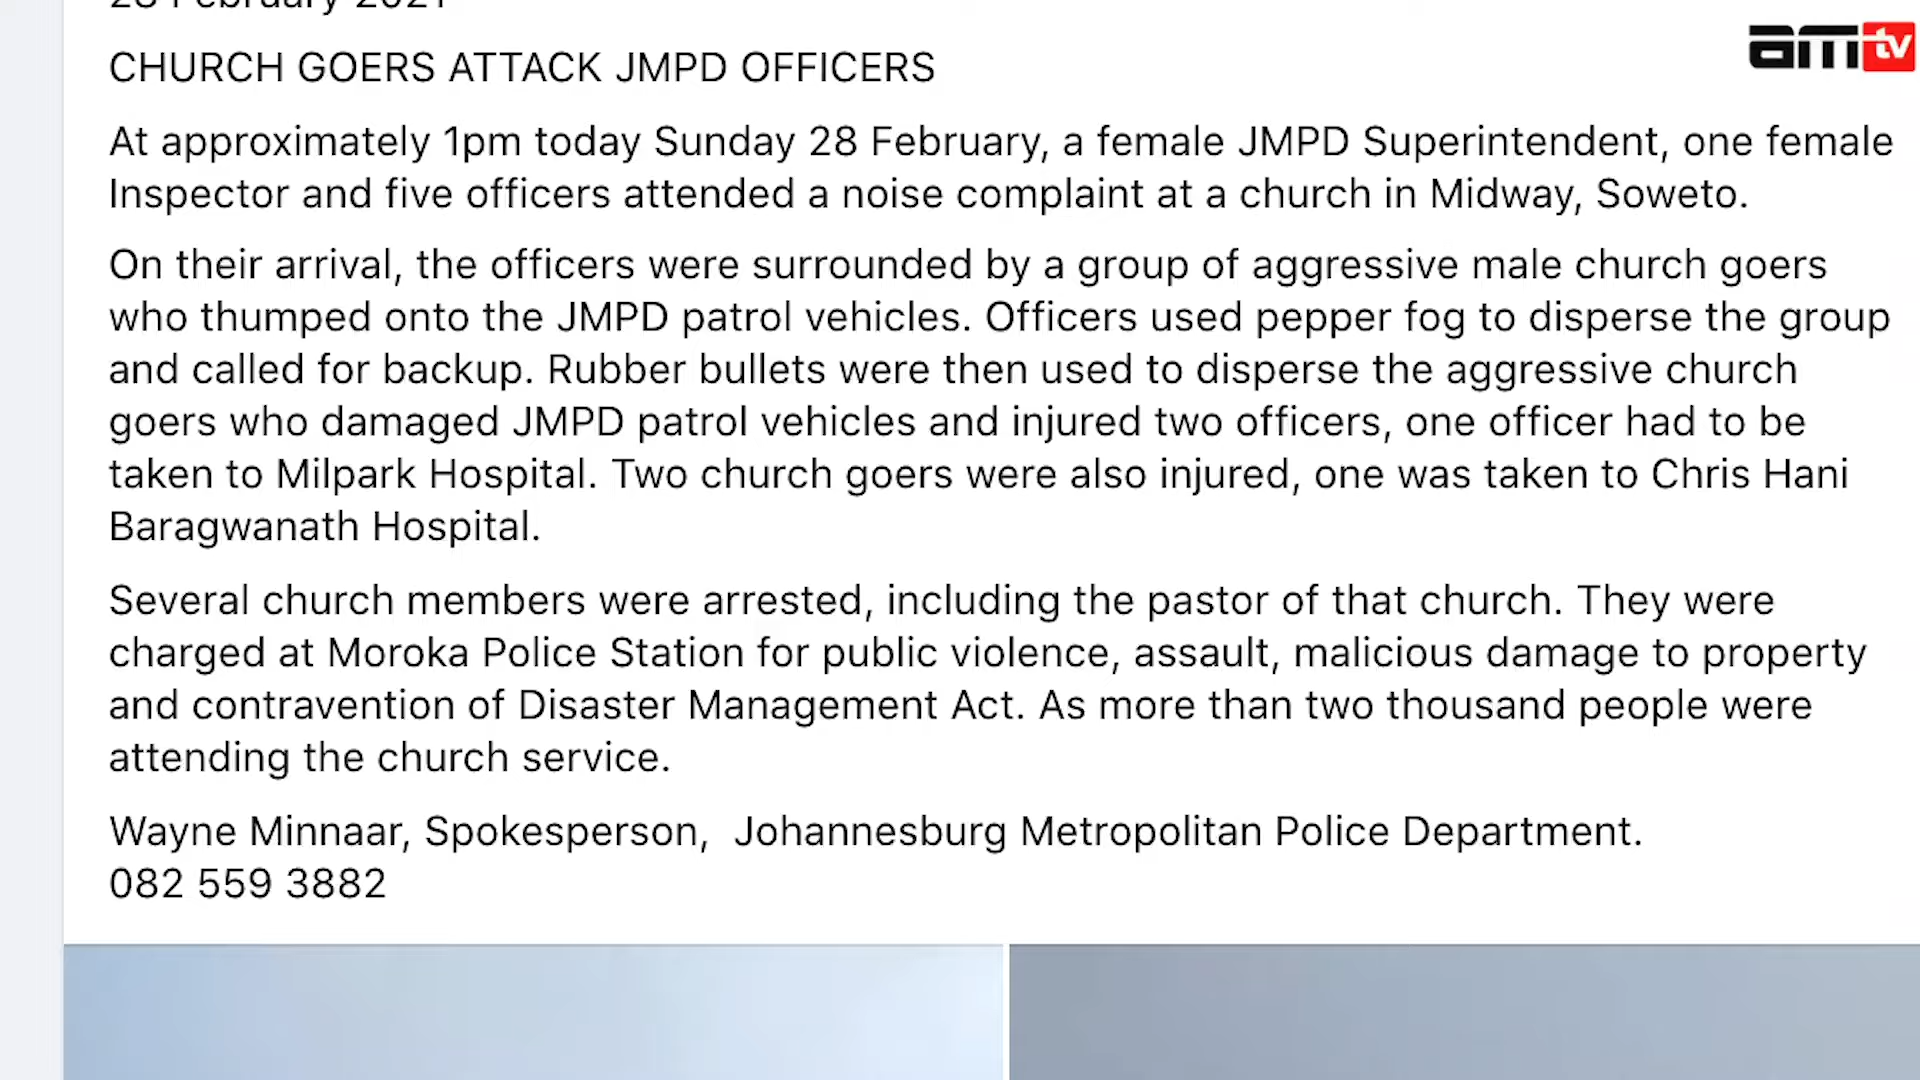 28 February 2021
amtv
CHURCH GOERS ATTACK JMPD OFFICERS
At approximately 1pm today Sunday 28 February, a female JMPD Superintendent, one female
Inspector and five officers attended a noise complaint at a church in Midway, Soweto.
On their arrival, the officers were surrounded by a group of aggressive male church goers
who thumped onto the JMPD patrol vehicles. Officers used pepper fog to disperse the group
and called for backup. Rubber bullets were then used to disperse the aggressive church
goers who damaged JMPD patrol vehicles and injured two officers, one officer had to be
taken to Milpark Hospital. Two church goers were also injured, one was taken to Chris Hani
Baragwanath Hospital.
Several church members were arrested, including the pastor of that church. They were
charged at Moroka Police Station for public violence, assault, malicious damage to property
and contravention of Disaster Management Act. As more than two thousand people were
attending the church service.
Wayne Minnaar, Spokesperson,  Johannesburg Metropolitan Police Department.
082 559 3882